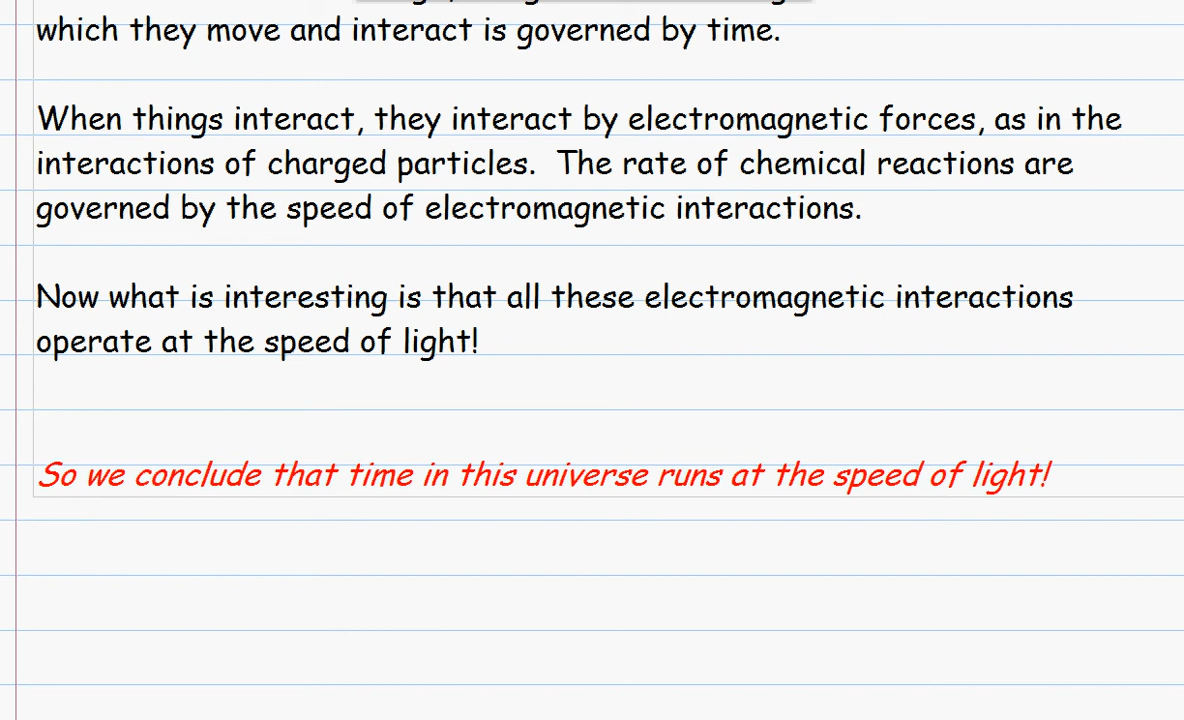 which they move and interact is governed by time.
When things interact, they interact by electromagnetic forces, as in the
interactions of charged particles.  The rate of chemical reactions are
governed by the speed of electromagnetic interactions.
Now what is interesting is that all these electromagnetic interactions
operate at the speed of light!
So we conclude that time in this universe runs at the speed of light!